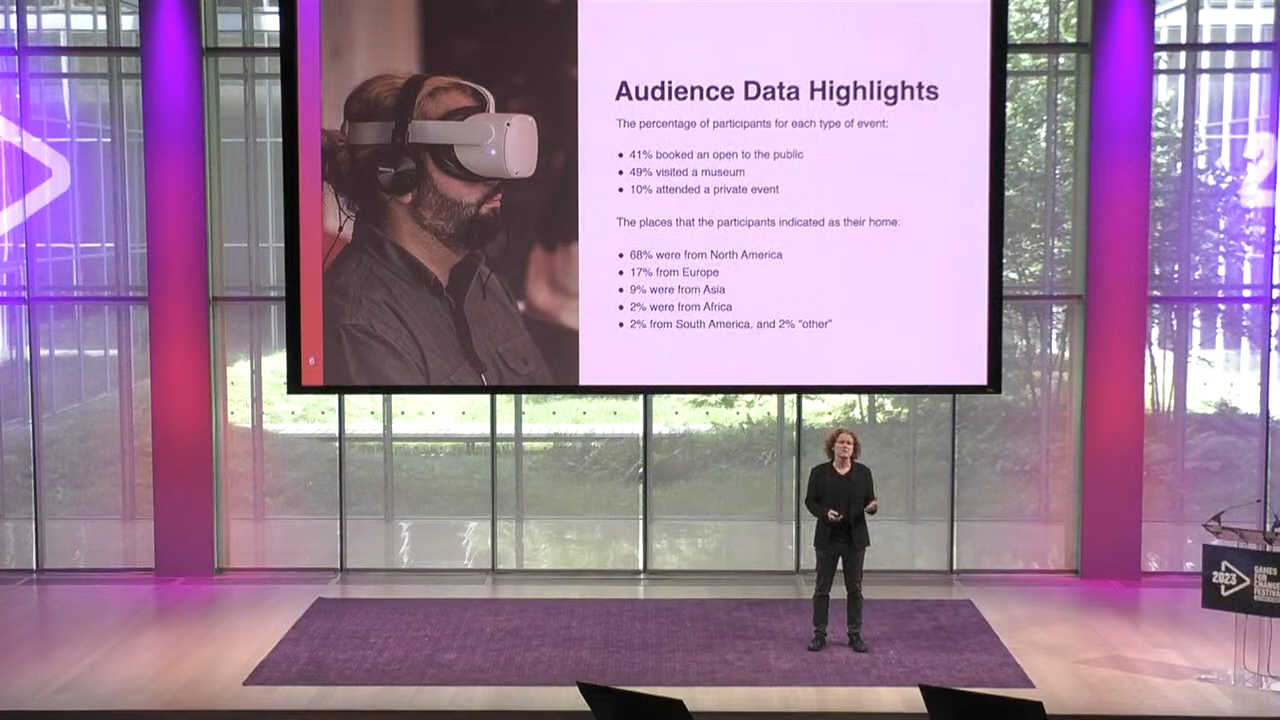 Audience Data Highlights
The percentage of participants for each type of event:
● 41% booked an open to the public
● 49% visited a museum
● 10% attended a private event
The places that the participants indicated as their home:
● 68% were from North America
● 17% from Europe
● 9% were from Asia
● 2% were from Africa
● 2% from South America, and 2% “other”
6
2
2023
GAMES
FOR
CHANGE
FESTIVAL